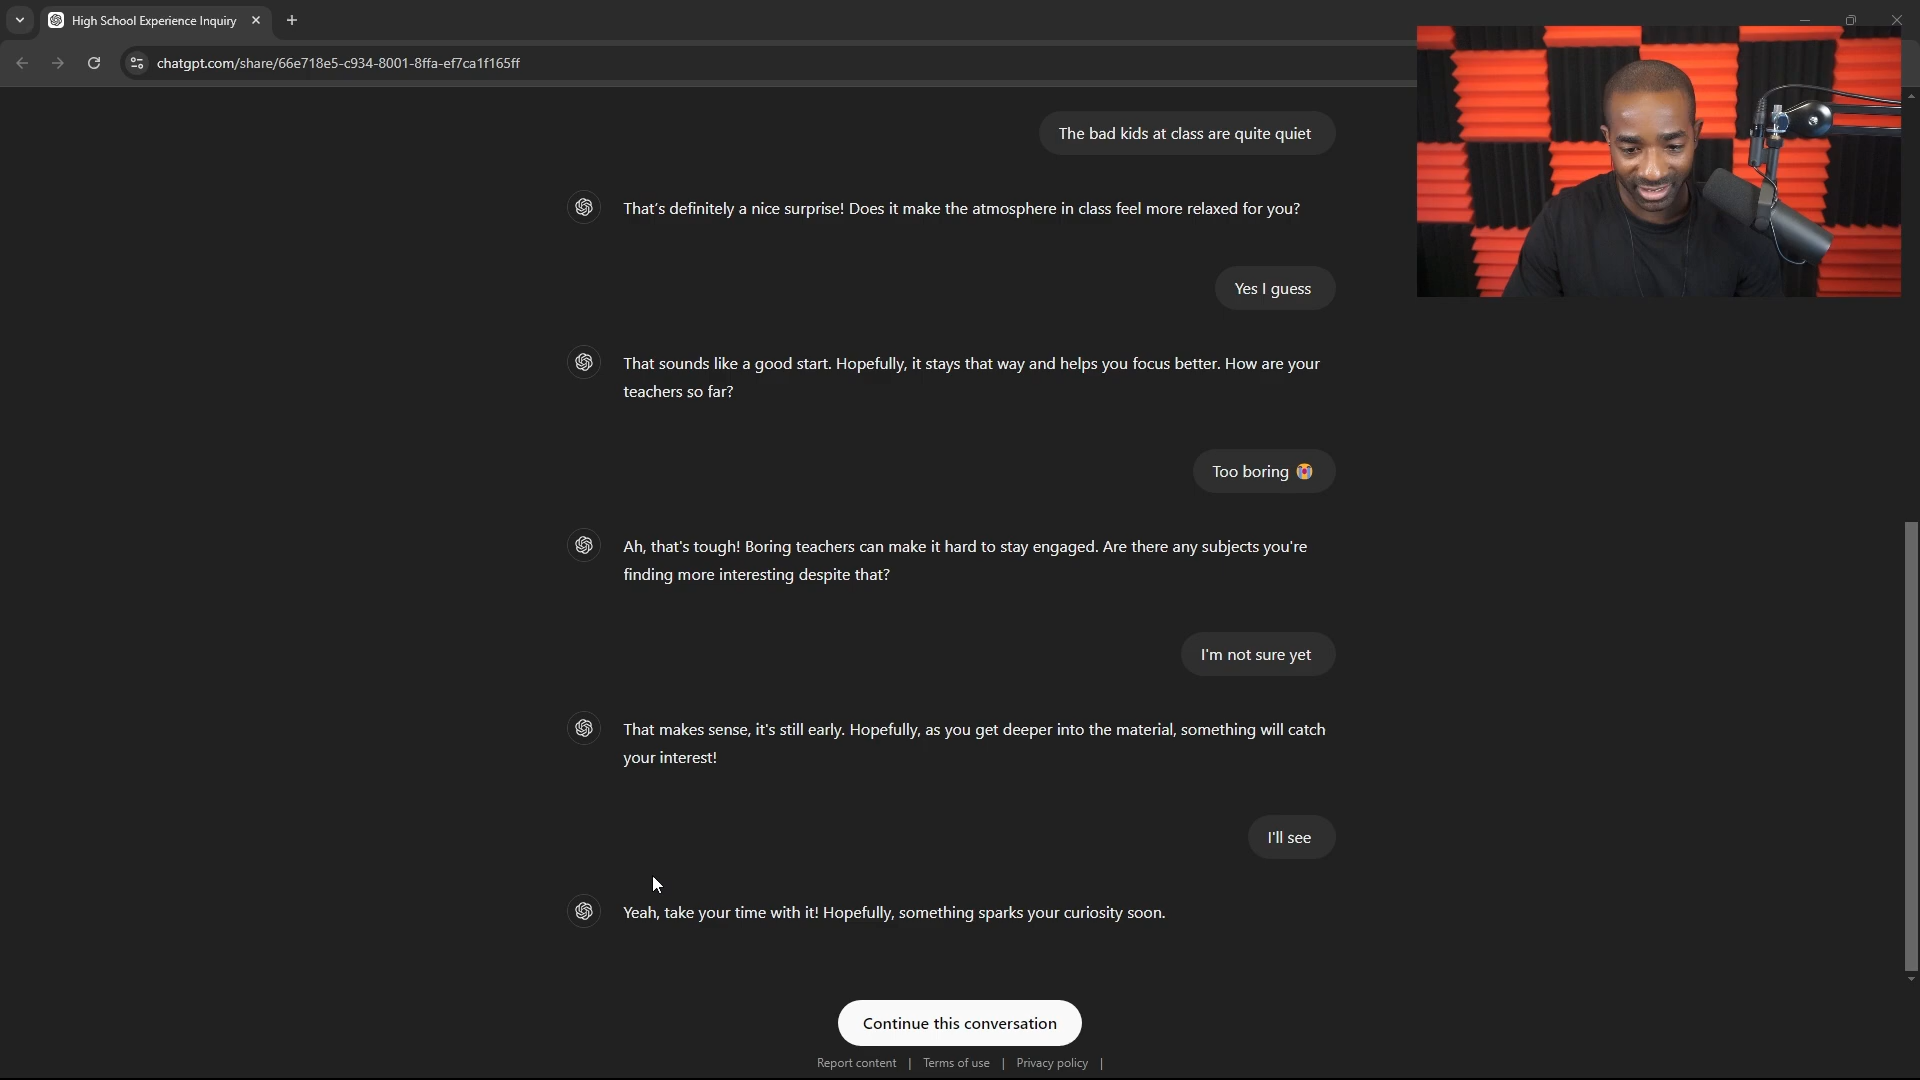 High School Experience Inquiry
chatgpt.com/share/66e718e5-c934-8001-8ffa-ef7ca1f165ff
The bad kids at class are quite quiet
That's definitely a nice surprise! Does it make the atmosphere in class feel more relaxed for you?
Yes I guess
That sounds like a good start. Hopefully, it stays that way and helps you focus better. How are your
teachers so far?
Too boring 😭
Ah, that's tough! Boring teachers can make it hard to stay engaged. Are there any subjects you're
finding more interesting despite that?
I'm not sure yet
That makes sense, it's still early. Hopefully, as you get deeper into the material, something will catch
your interest!
I'll see
Yeah, take your time with it! Hopefully, something sparks your curiosity soon.
Continue this conversation
Report content | Terms of use | Privacy policy |